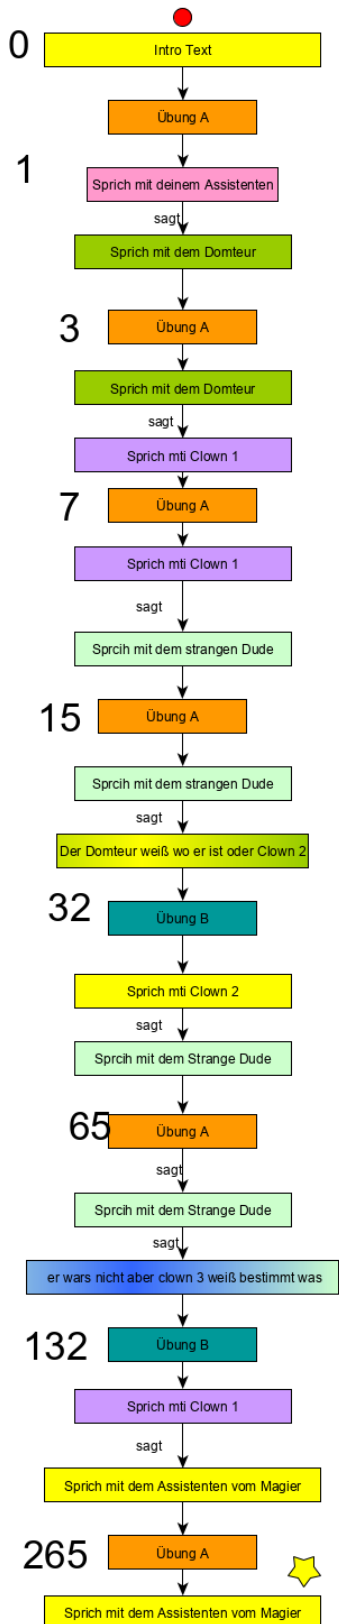 0
Intro Text
Übung A
1
Sprich mit deinem Assistenten
sagt
Sprich mit dem Domteur
3
Übung A
Sprich mit dem Domteur
sagt
Sprich mti Clown 1
7
Übung A
Sprich mti Clown 1
sagt
Sprcih mit dem strangen Dude
15
Übung A
Sprcih mit dem strangen Dude
sagt
Der Domteur weiß wo er ist oder Clown 2
32
Übung B
Sprich mti Clown 2
sagt
Sprcih mit dem Strange Dude
65
Übung A
sagt
Sprcih mit dem Strange Dude
sagt
er wars nicht aber clown 3 weiß bestimmt was
132
Übung B
Sprich mti Clown 1
sagt
Sprich mit dem Assistenten vom Magier
265
Übung A
Sprich mit dem Assistenten vom Magier